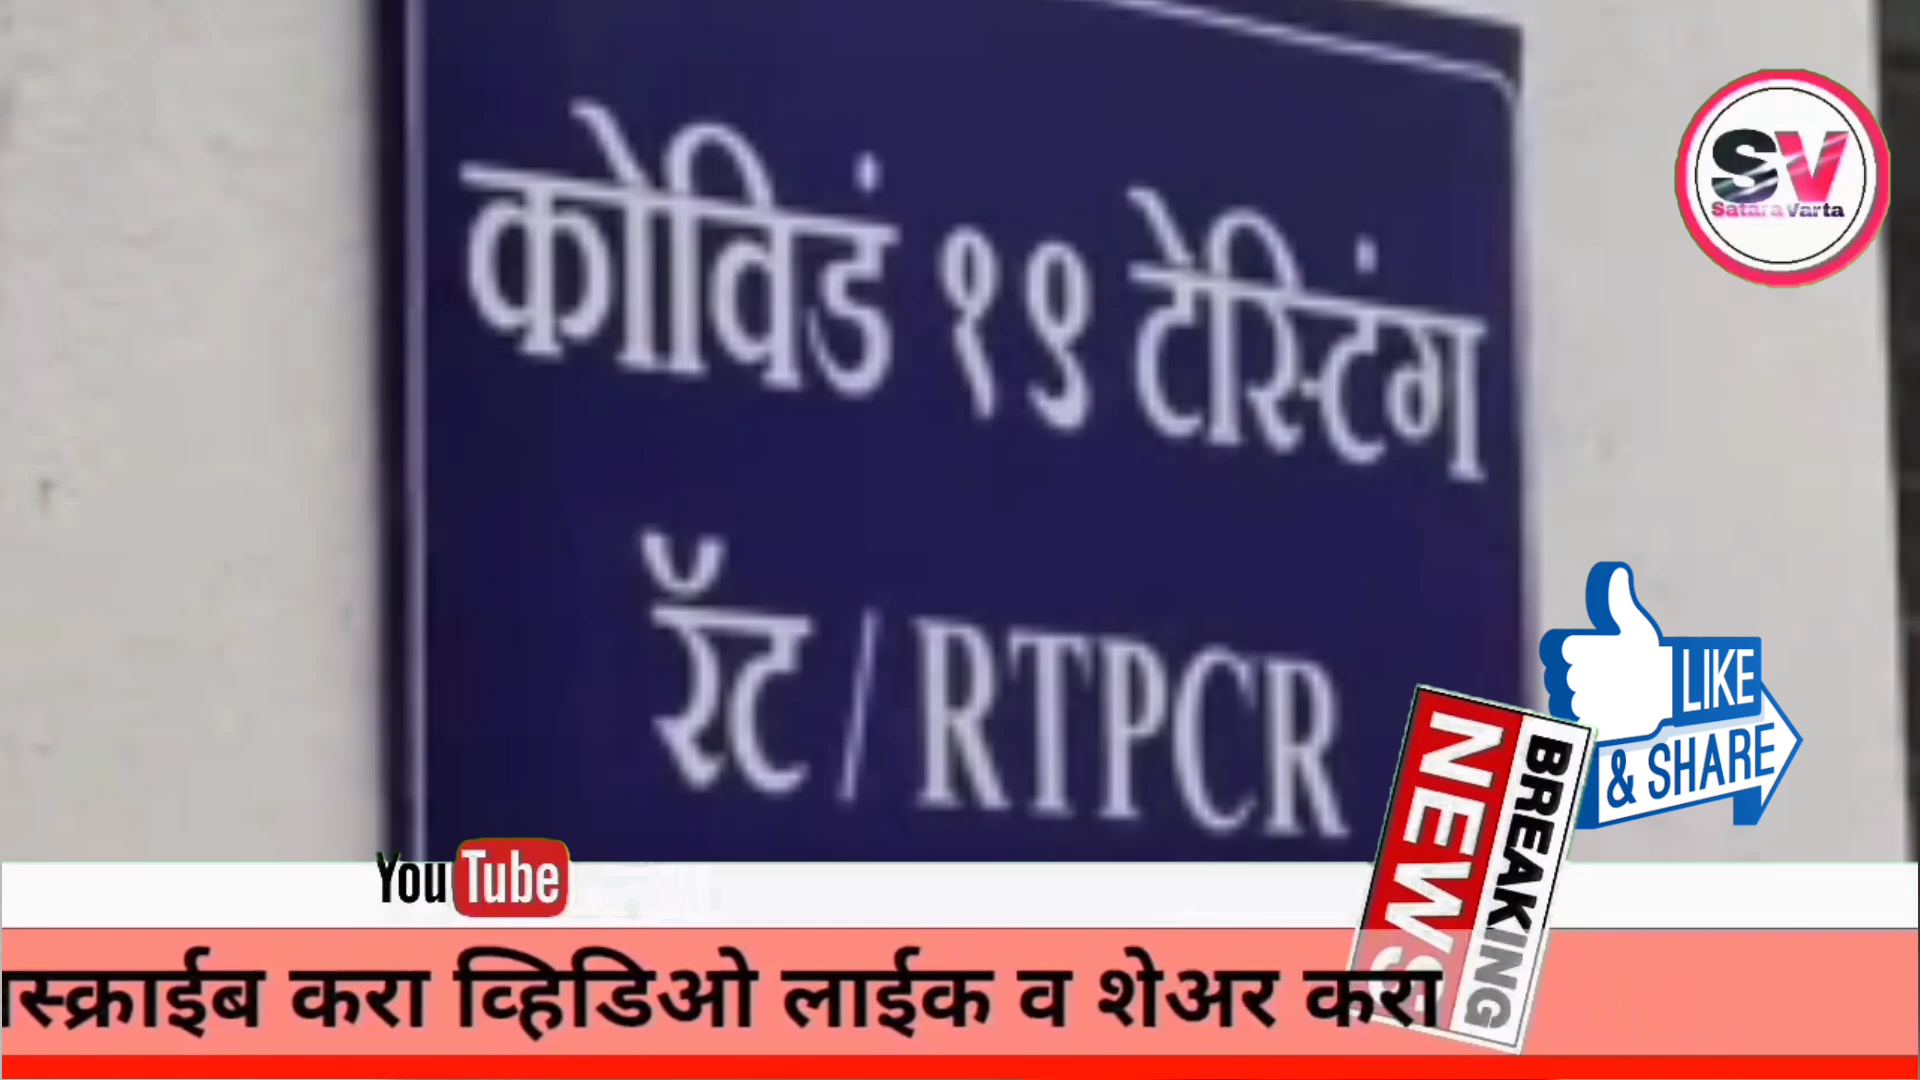 कोविडं १९ टेस्टिंग
रॅट / RTPCR
SV
Satara Varta
LIKE
& SHARE
BREAKING
NEWS
YouTube
स्क्राईब करा व्हिडिओ लाईक व शेअर करा